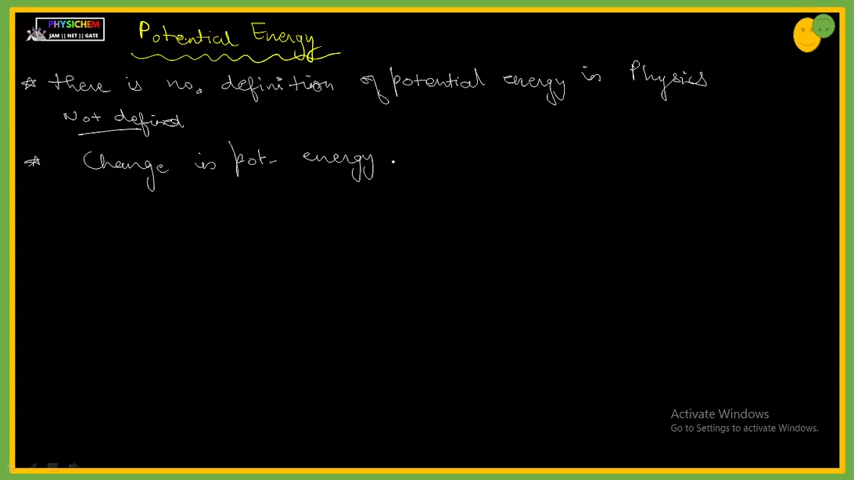 PHYSICHEM
JAM || NET || GATE
Potential Energy
* there is no. definition of potential energy in Physics
Not defined
* Change is pot- energy.
Activate Windows
Go to Settings to activate Windows.